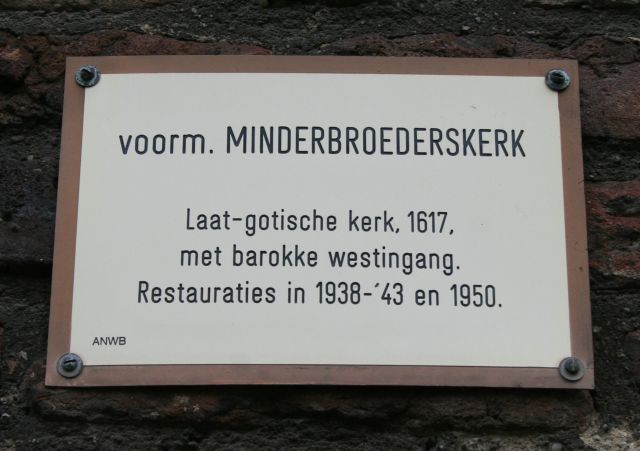 voorm. MINDERBROEDERSKERK
Laat-gotische kerk, 1617,
met barokke westingang.
Restauraties in 1938-'43 en 1950.
ANWB